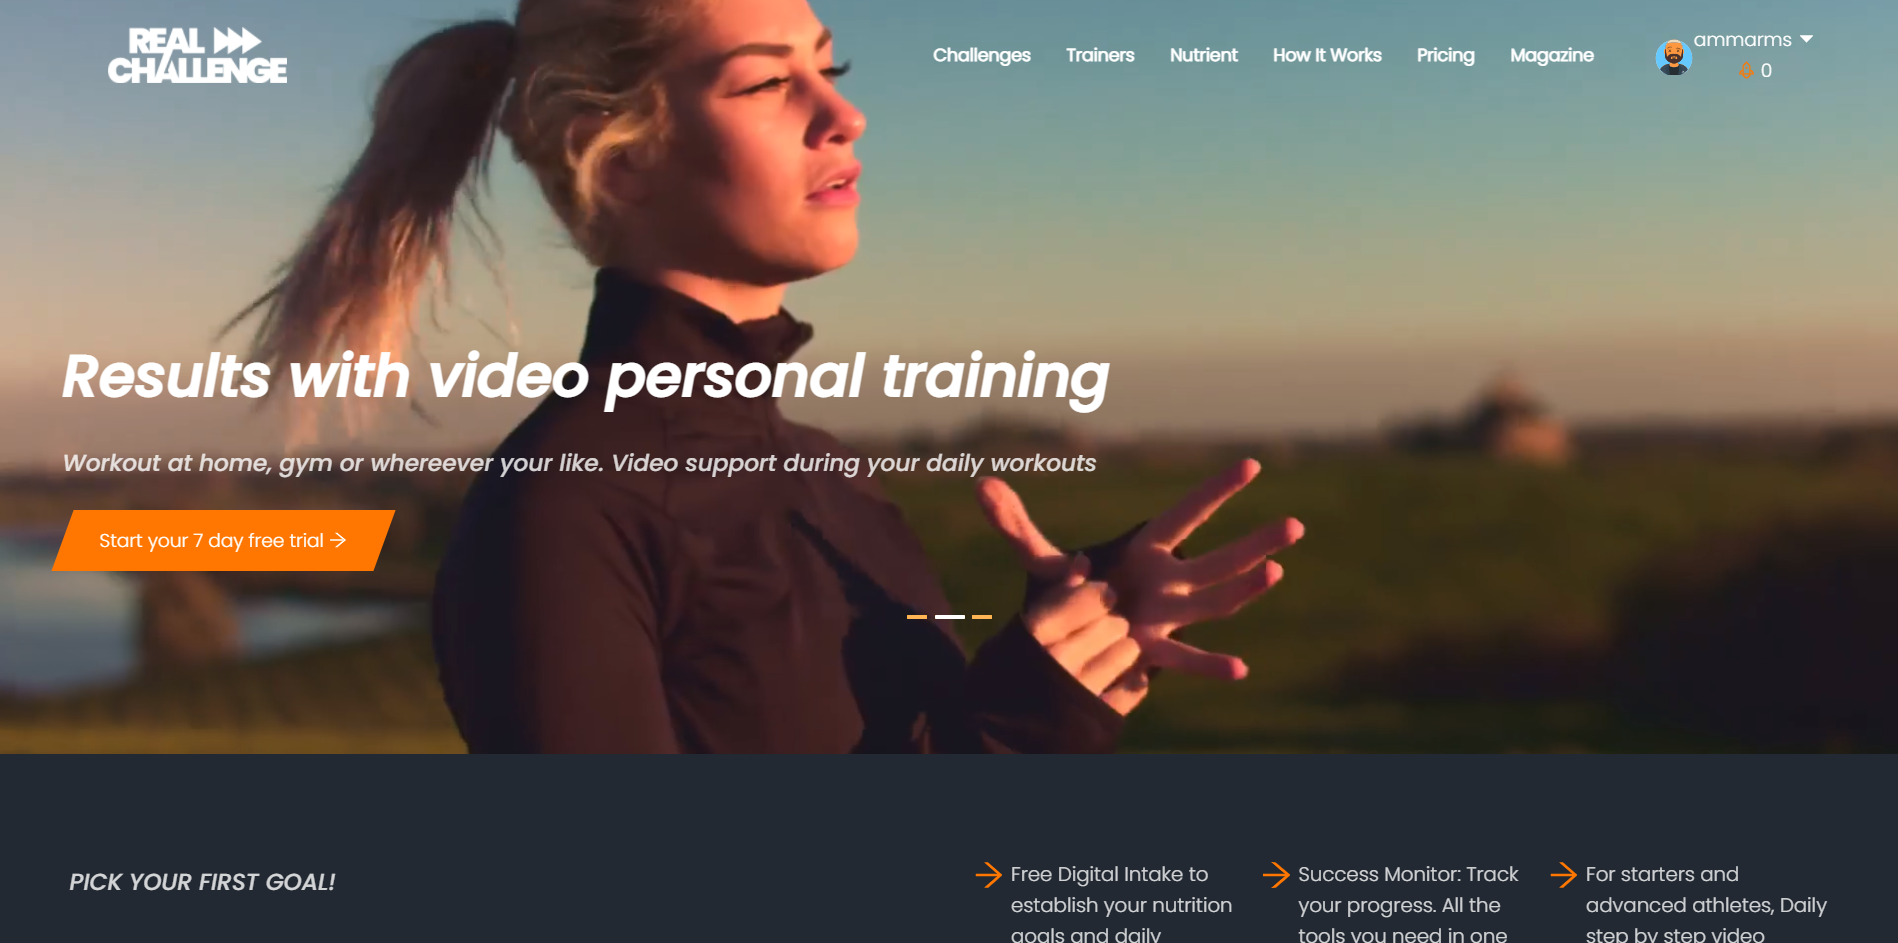 REAL
CHALLENGE
Challenges Trainers Nutrient How It Works Pricing Magazine
ammarms
0
Results with video personal training
Workout at home, gym or whereever your like. Video support during your daily workouts
Start your 7 day free trial →
PICK YOUR FIRST GOAL!
Free Digital Intake to
establish your nutrition
goals and daily
Success Monitor: Track
your progress. All the
tools you need in one
For starters and
advanced athletes, Daily
step by step video